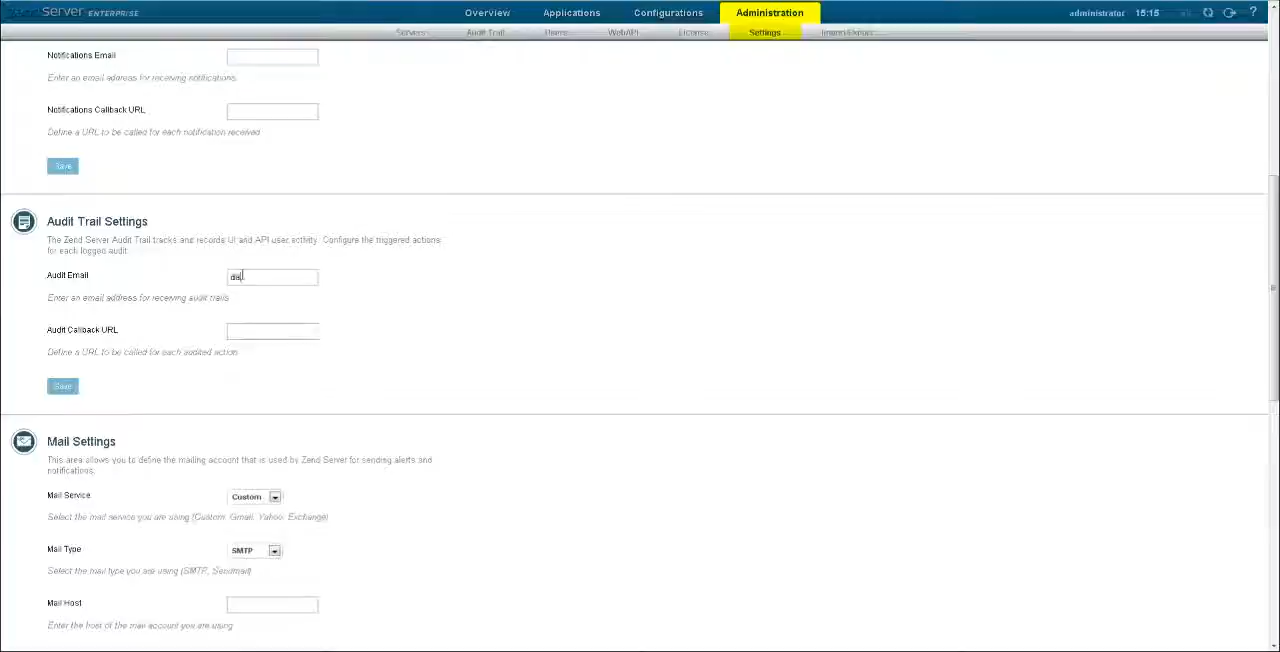 ZendServer ENTERPRISE
Overview Applications Configurations Administration
administrator 15:15 ?
Servers Audit Trail Users WebAPI License Settings Import/Export
Notifications Email
Enter an email address for receiving notifications.
Notifications Callback URL
Define a URL to be called for each notification received
Save
Audit Trail Settings
The Zend Server Audit Trail tracks and records UI and API user activity. Configure the triggered actions
for each logged audit.
Audit Email
Enter an email address for receiving audit trails
Audit Callback URL
Define a URL to be called for each audited action
Save
Mail Settings
This area allows you to define the mailing account that is used by Zend Server for sending alerts and
notifications.
Mail Service Custom
Select the mail service you are using (Custom, Gmail, Yahoo, Exchange)
Mail Type SMTP
Select the mail type you are using (SMTP, Sendmail)
Mail Host
Enter the host of the mail account you are using